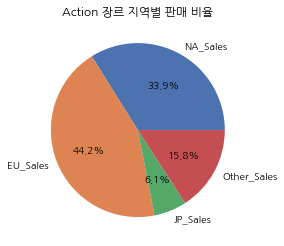 Action 장르 지역별 판매 비율
NA_Sales
33.9%
44.2%
EU_Sales
6.1%
JP_Sales
15.8%
Other_Sales